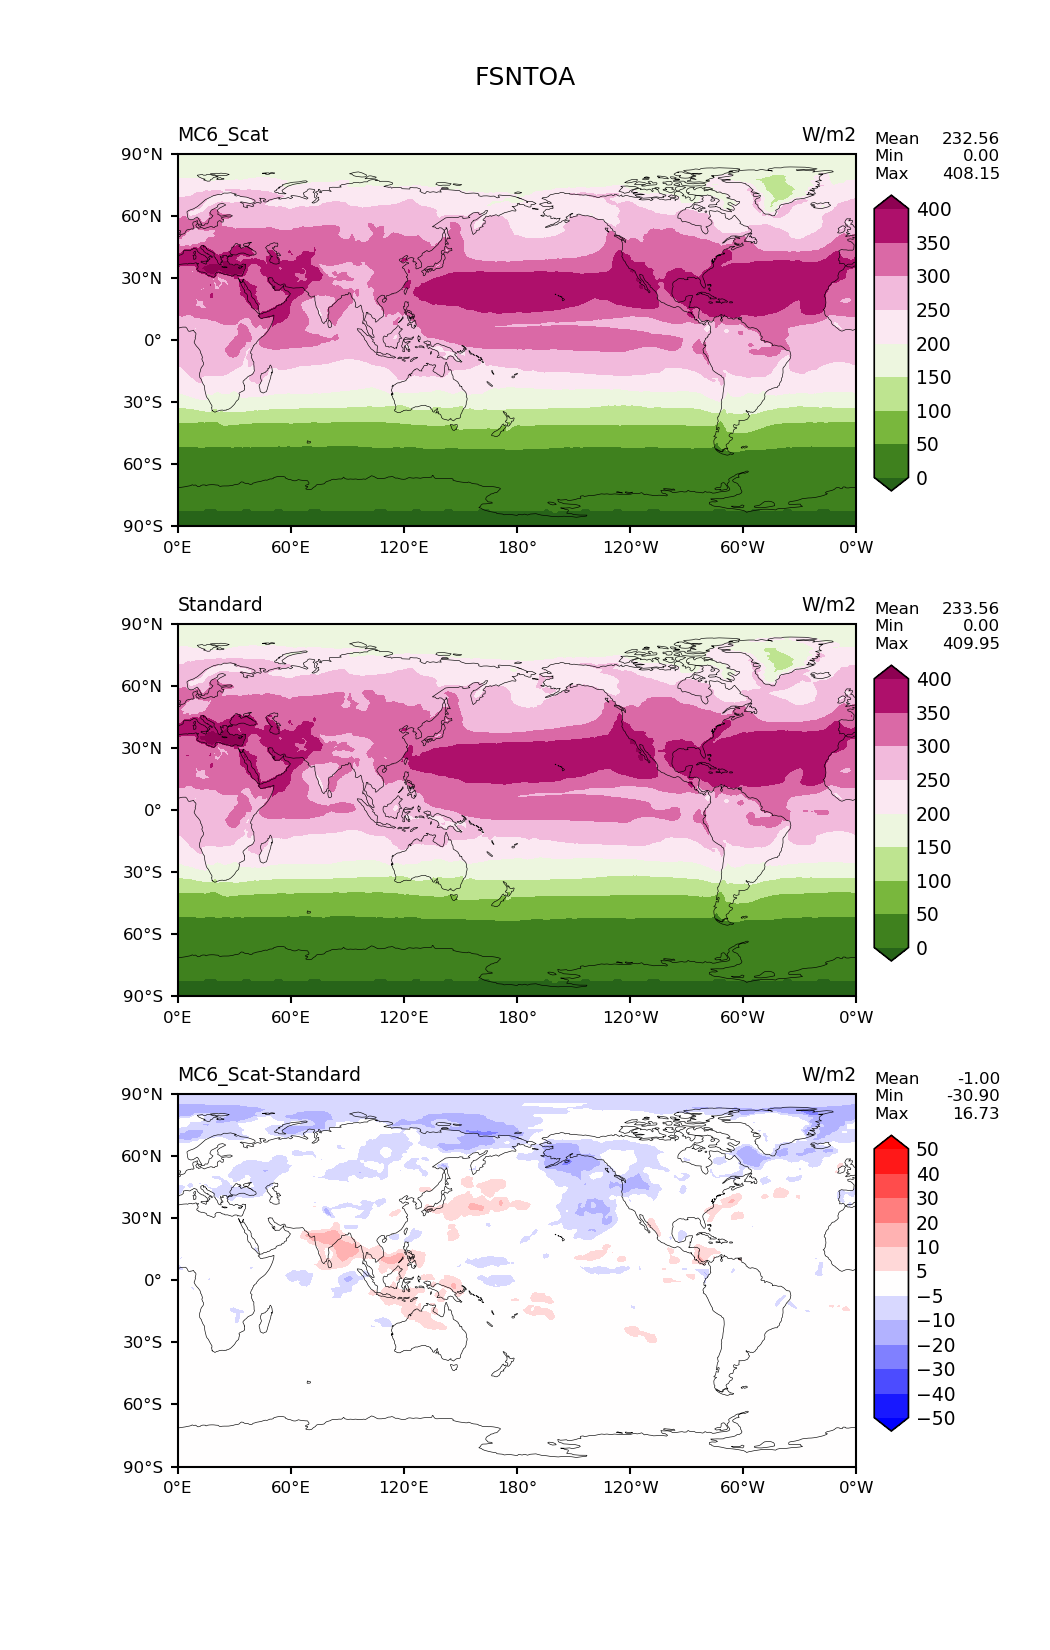 FSNTOA
MC6_Scat W/m2
Mean 232.56
Min 0.00
Max 408.15
90°N
60°N
30°N
0°
30°S
60°S
90°S
0°E 60°E 120°E 180° 120°W 60°W 0°W
400
350
300
250
200
150
100
50
0
Standard W/m2
Mean 233.56
Min 0.00
Max 409.95
90°N
60°N
30°N
0°
30°S
60°S
90°S
0°E 60°E 120°E 180° 120°W 60°W 0°W
400
350
300
250
200
150
100
50
0
MC6_Scat-Standard W/m2
Mean -1.00
Min -30.90
Max 16.73
90°N
60°N
30°N
0°
30°S
60°S
90°S
0°E 60°E 120°E 180° 120°W 60°W 0°W
50
40
30
20
10
5
−5
−10
−20
−30
−40
−50